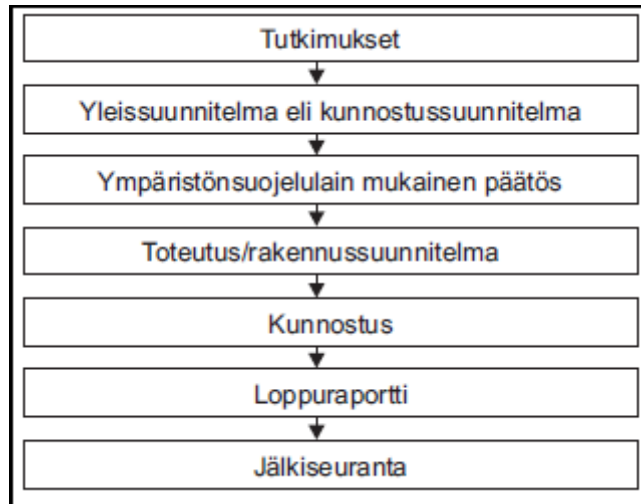 Tutkimukset
Yleissuunnitelma eli kunnostussuunnitelma
Ympäristönsuojelulain mukainen päätös
Toteutus/rakennussuunnitelma
Kunnostus
Loppuraportti
Jälkiseuranta